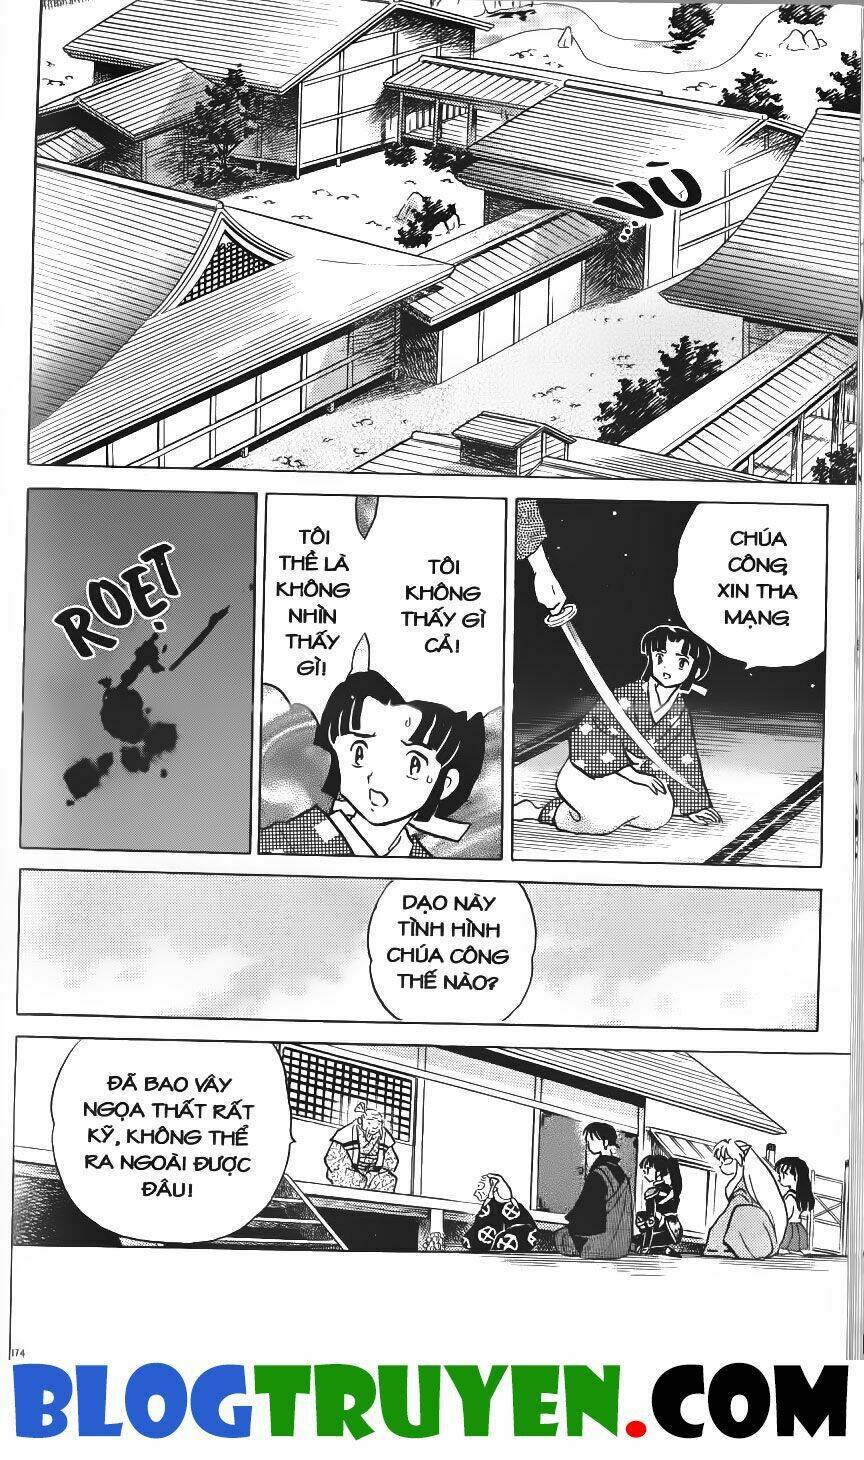 ...VÙ
CHÚA
CÔNG,
XIN THA
MẠNG.
TÔI
KHÔNG
THẤY GÌ
CẢ!
TÔI
THỀ LÀ
KHÔNG
NHÌN
THẤY
GÌ!
ROẸT
DẠO NÀY
TÌNH HÌNH
CHÚA CÔNG
THẾ NÀO?
ĐÃ BAO VÂY
NGỌA THẤT RẤT
KỸ, KHÔNG THỂ
RA NGOÀI ĐƯỢC
ĐÂU!
174
BLOGTRUYEN.COM